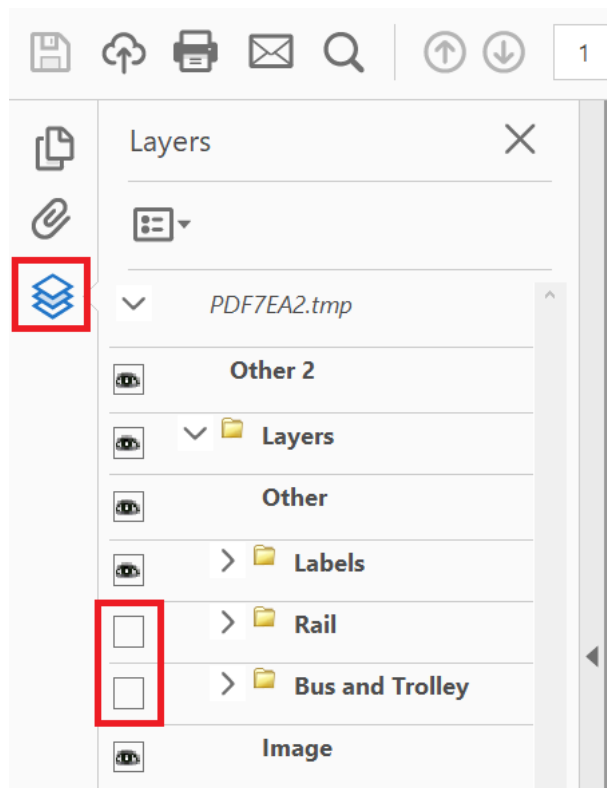 1
Layers
PDF7EA2.tmp
Other 2
Layers
Other
Labels
Rail
Bus and Trolley
Image